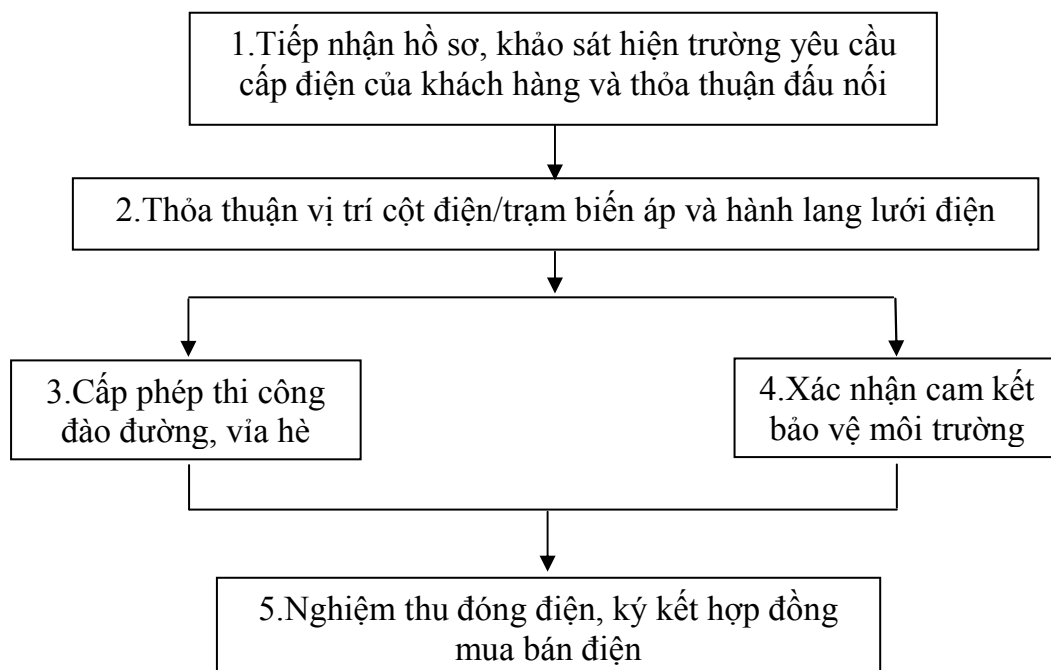 1.Tiếp nhận hồ sơ, khảo sát hiện trường yêu cầu
cấp điện của khách hàng và thỏa thuận đấu nối
2.Thỏa thuận vị trí cột điện/trạm biến áp và hành lang lưới điện
3.Cấp phép thi công
đào đường, vỉa hè
4.Xác nhận cam kết
bảo vệ môi trường
5.Nghiệm thu đóng điện, ký kết hợp đồng
mua bán điện